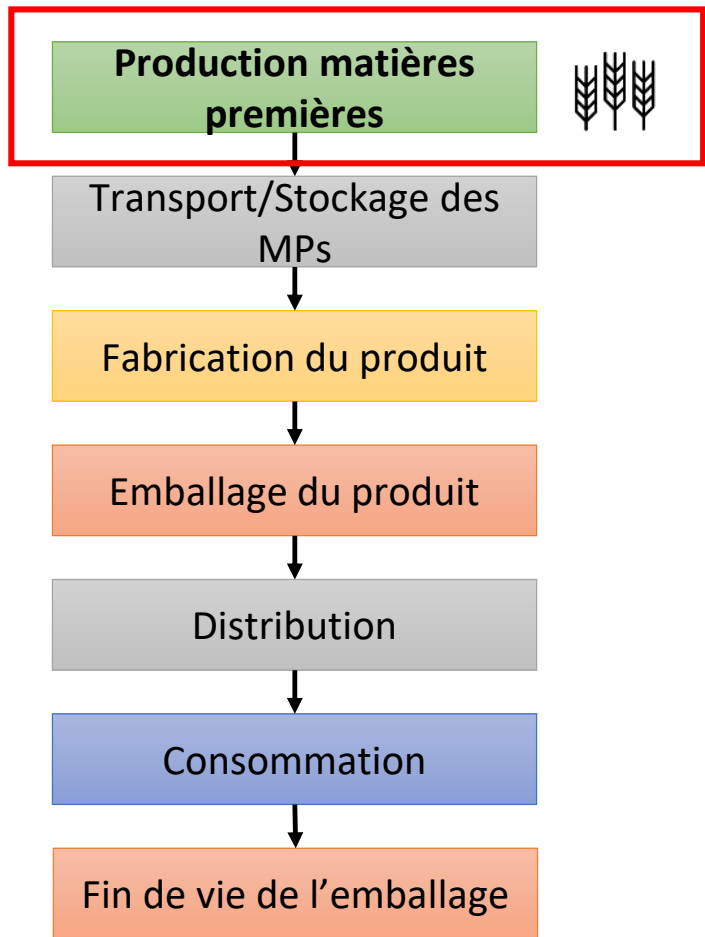 Production matières
premières
Transport/Stockage des
MPs
Fabrication du produit
Emballage du produit
Distribution
Consommation
Fin de vie de l’emballage